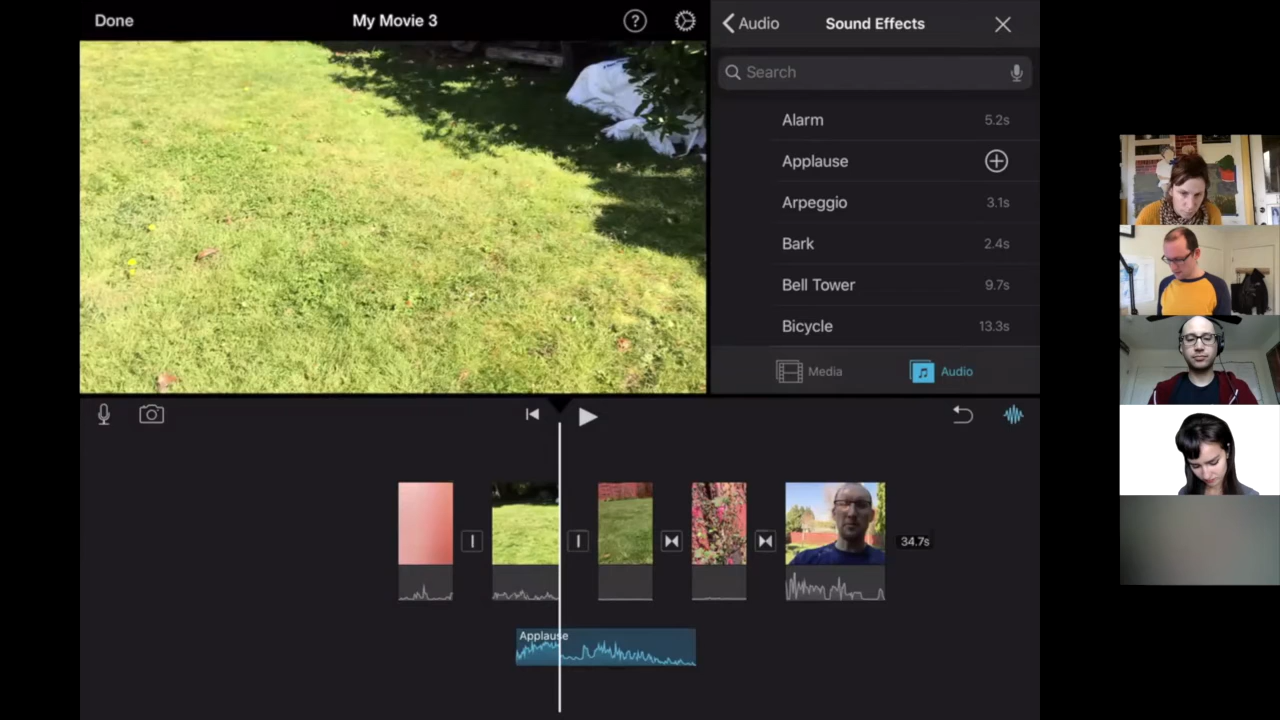 Done
My Movie 3
?
Audio
Sound Effects
Search
Alarm
5.2s
Applause
Arpeggio
3.1s
Bark
2.4s
Bell Tower
9.7s
Bicycle
13.3s
Media
Audio
34.7s
Applause